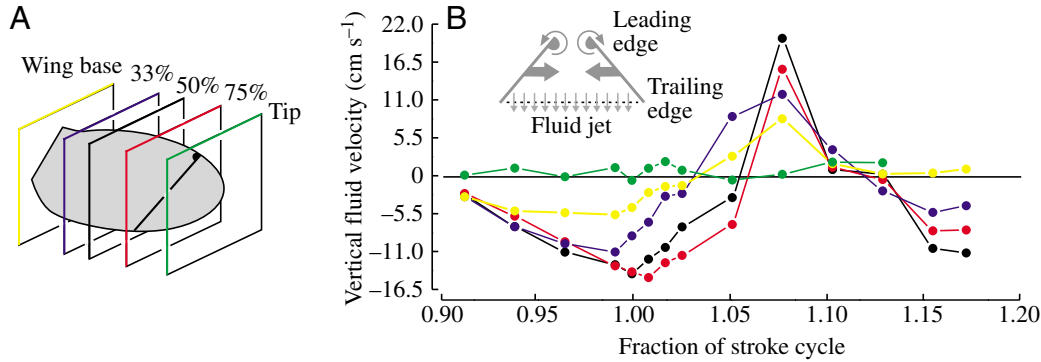 A
Wing base
33%
50%
75%
Tip
B
Vertical fluid velocity (cm s⁻¹)
22.0
16.5
11.0
5.5
0
−5.5
−11.0
−16.5
Leading
edge
Trailing
edge
Fluid jet
0.90
0.95
1.00
1.05
1.10
1.15
1.20
Fraction of stroke cycle